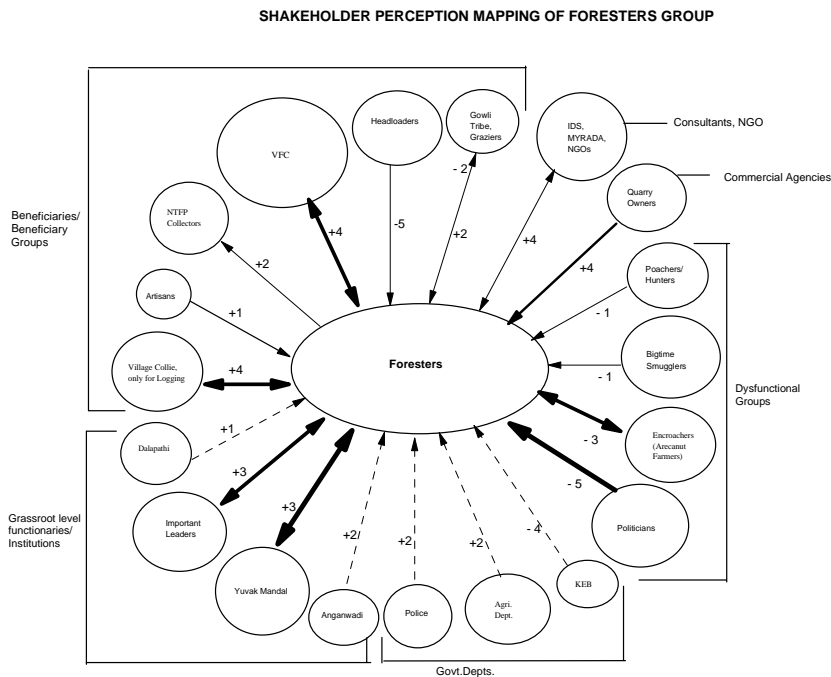 SHAKEHOLDER PERCEPTION MAPPING OF FORESTERS GROUP
Beneficiaries/
Beneficiary
Groups
VFC
Headloaders
Gowli
Tribe,
Graziers
IDS,
MYRADA,
NGOs
Consultants, NGO
Quarry
Owners
Commercial Agencies
NTFP
Collectors
Artisans
Village Collie,
only for Logging
Poachers/
Hunters
Bigtime
Smugglers
Encroachers
(Arecanut
Farmers)
Politicians
Dysfunctional
Groups
Foresters
+4
-5
- 2
+2
+4
+4
- 1
- 1
- 3
- 5
+2
+1
+4
+1
+3
+3
+2
+2
+2
- 4
Grassroot level
functionaries/
Institutions
Dalapathi
Important
Leaders
Yuvak Mandal
Anganwadi
Police
Agri.
Dept.
KEB
Govt.Depts.